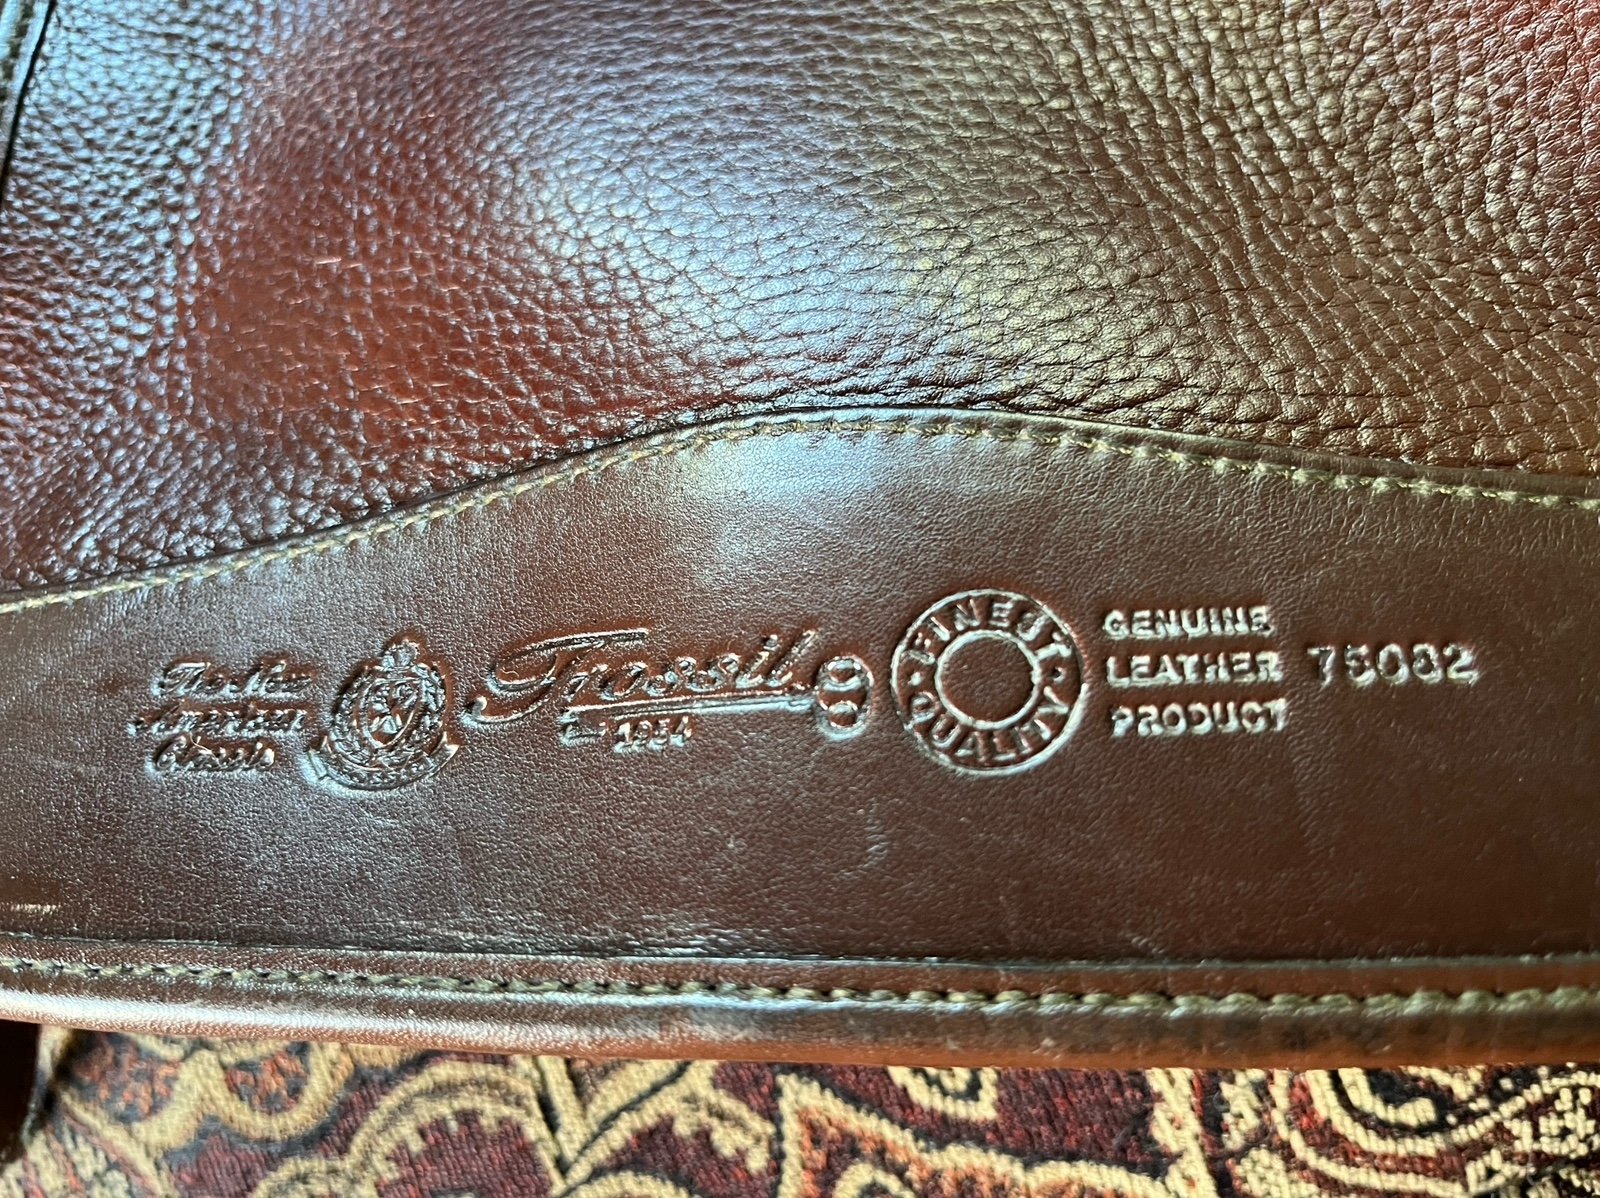 The New
American
Classic
Fossil
1954
FINEST
QUALITY
GENUINE
LEATHER 75082
PRODUCT